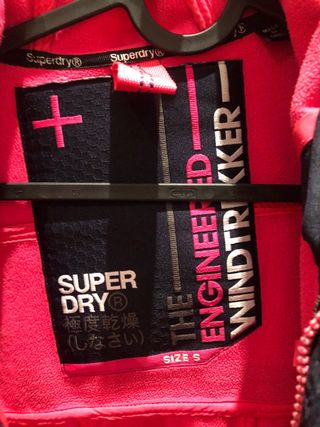 Superdry® Superdry®
SUPER
DRY®
極度乾燥
(しなさい)
THE
ENGINEERED
WINDTREKKER
SIZE S